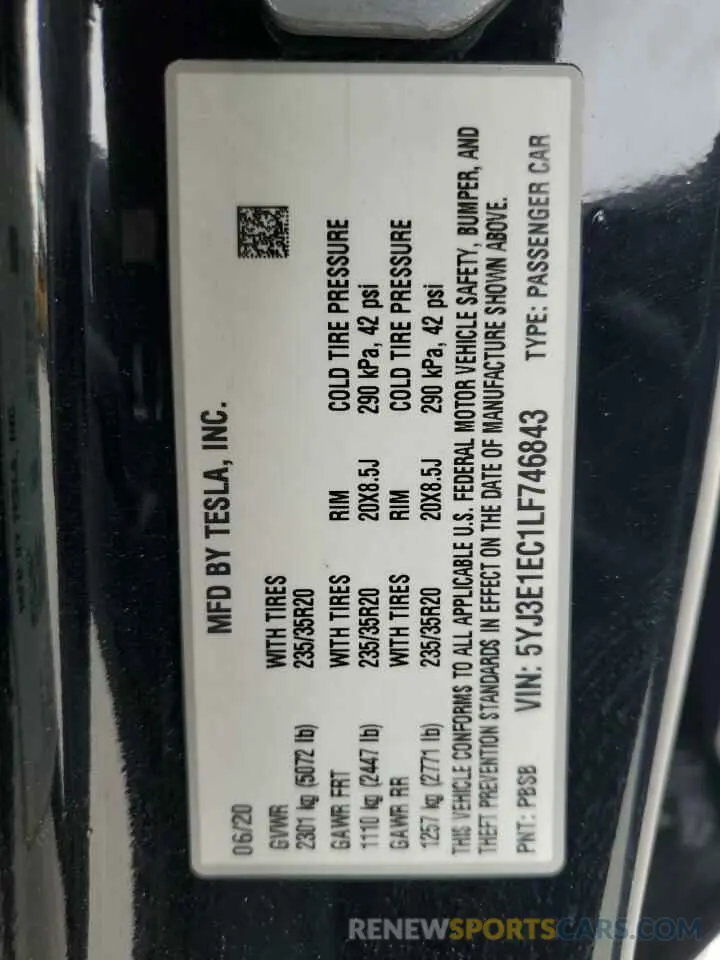 MFD BY TESLA, INC.
06/20
GVWR WITH TIRES
2301 kg (5072 lb) 235/35R20
GAWR FRT WITH TIRES RIM COLD TIRE PRESSURE
1110 kg (2447 lb) 235/35R20 20X8.5J 290 kPa, 42 psi
GAWR RR WITH TIRES RIM COLD TIRE PRESSURE
1257 kg (2771 lb) 235/35R20 20X8.5J 290 kPa, 42 psi
THIS VEHICLE CONFORMS TO ALL APPLICABLE U.S. FEDERAL MOTOR VEHICLE SAFETY, BUMPER, AND
THEFT PREVENTION STANDARDS IN EFFECT ON THE DATE OF MANUFACTURE SHOWN ABOVE.
PNT: PBSB VIN: 5YJ3E1EC1LF746843 TYPE: PASSENGER CAR
RENEWSPORTSCARS.COM